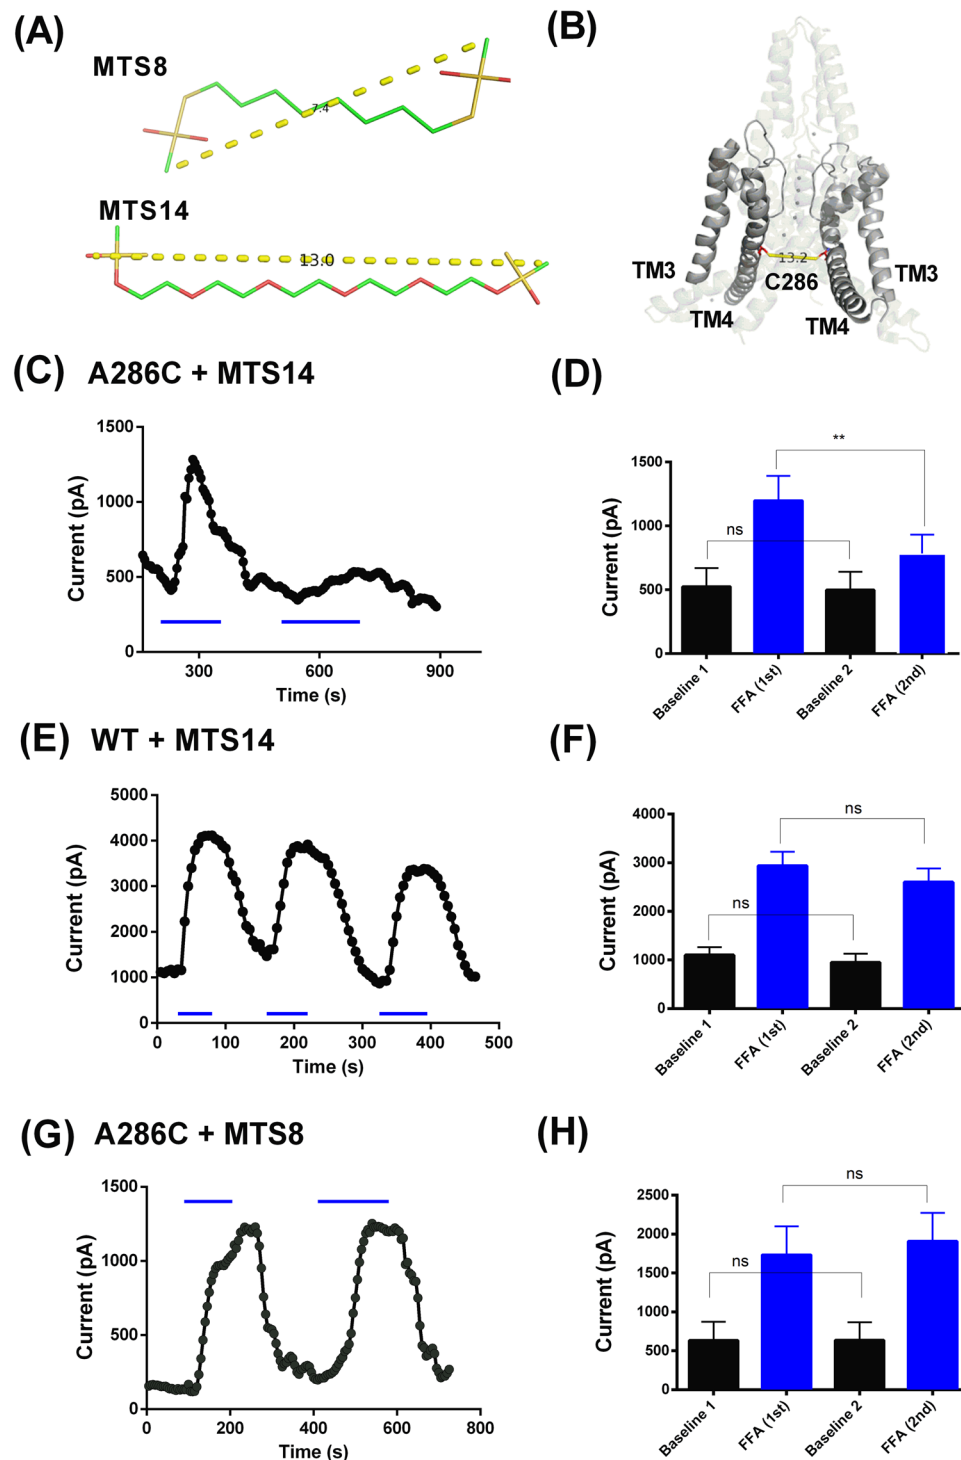 (A)
MTS8
7.4
MTS14
13.0
(B)
13.2
C286
TM3
TM3
TM4
TM4
(C) A286C + MTS14
Current (pA)
1500
1000
500
0
300
600
900
Time (s)
(D)
Current (pA)
1500
1000
500
0
**
ns
Baseline 1
FFA (1st)
Baseline 2
FFA (2nd)
(E) WT + MTS14
Current (pA)
5000
4000
3000
2000
1000
0
0
100
200
300
400
500
Time (s)
(F)
Current (pA)
4000
3000
2000
1000
0
ns
ns
Baseline 1
FFA (1st)
Baseline 2
FFA (2nd)
(G) A286C + MTS8
Current (pA)
1500
1000
500
0
0
200
400
600
800
Time (s)
(H)
Current (pA)
2500
2000
1500
1000
500
0
ns
ns
Baseline 1
FFA (1st)
Baseline 2
FFA (2nd)